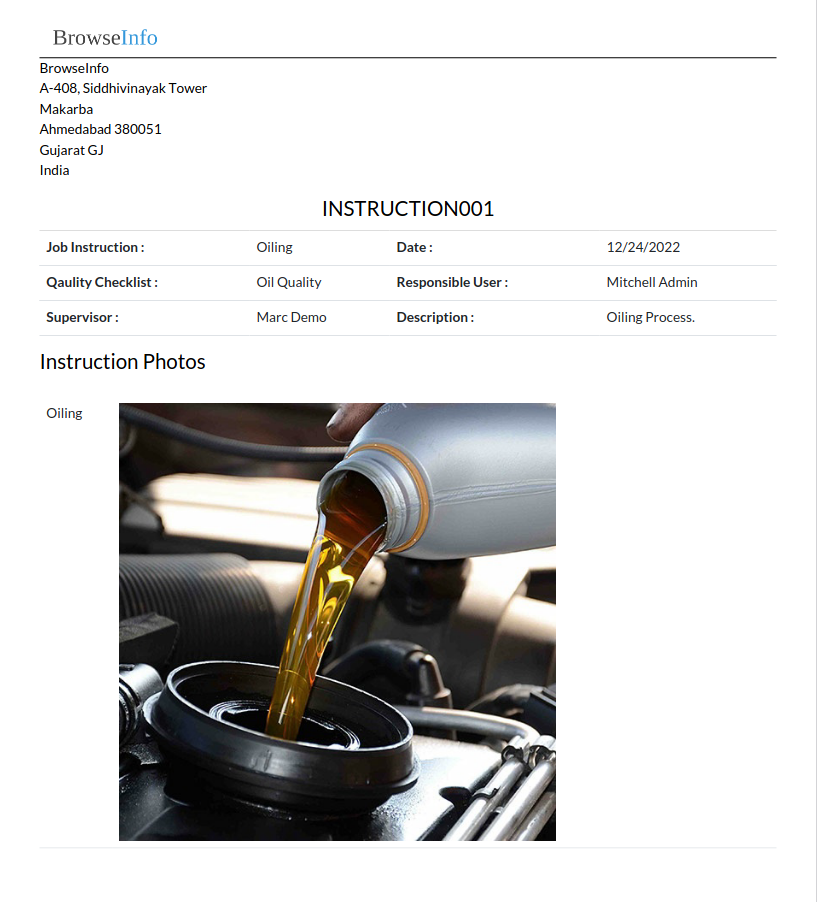 BrowseInfo
BrowseInfo
A-408, Siddhivinayak Tower
Makarba
Ahmedabad 380051
Gujarat GJ
India
INSTRUCTION001
Job Instruction : Oiling Date : 12/24/2022
Qaulity Checklist : Oil Quality Responsible User : Mitchell Admin
Supervisor : Marc Demo Description : Oiling Process.
Instruction Photos
Oiling